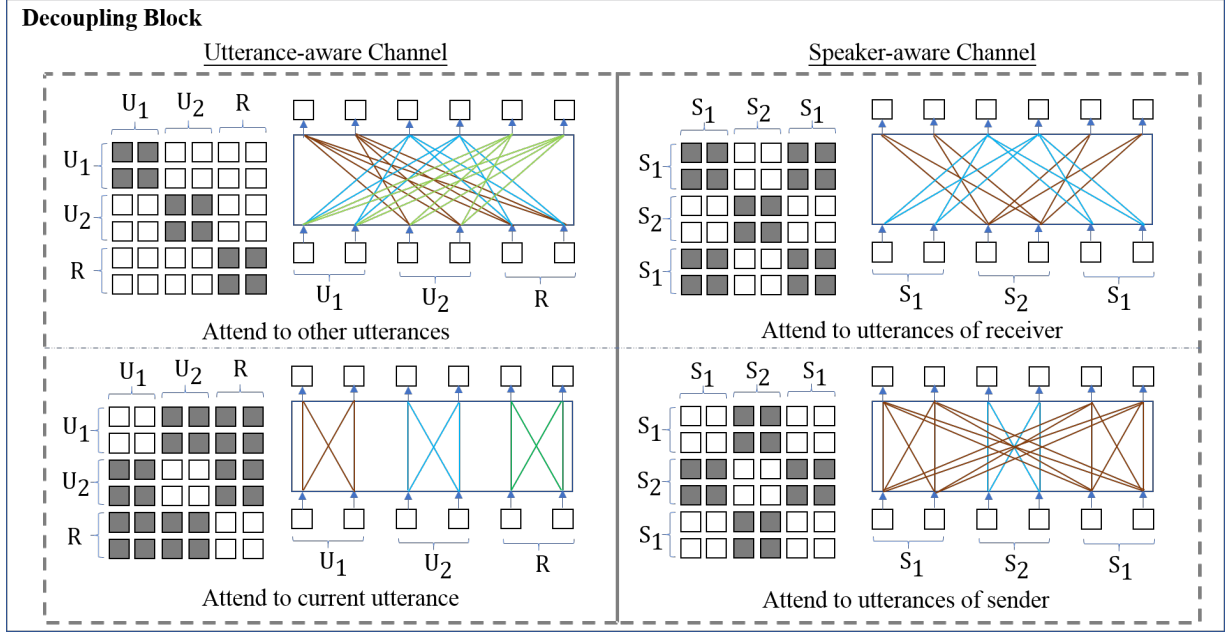 Decoupling Block
Utterance-aware Channel
Speaker-aware Channel
U1 U2 R
U1
U2
R
U1 U2 R
Attend to other utterances
S1 S2 S1
S1
S2
S1
S1 S2 S1
Attend to utterances of receiver
U1 U2 R
U1
U2
R
U1 U2 R
Attend to current utterance
S1 S2 S1
S1
S2
S1
S1 S2 S1
Attend to utterances of sender